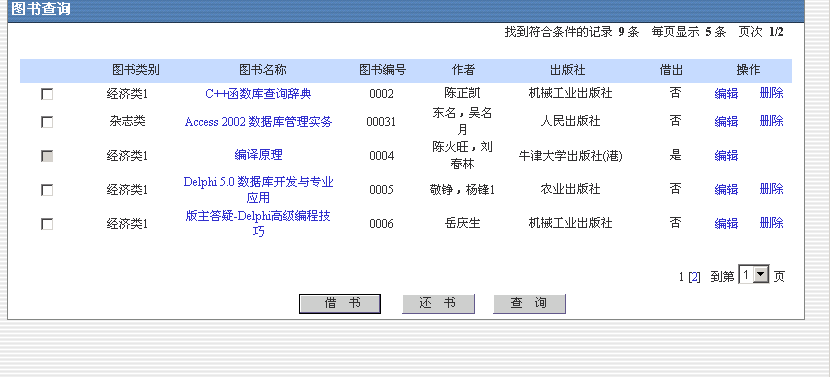 图书查询
找到符合条件的记录 9 条 每页显示 5 条 页次 1/2
图书类别 图书名称 图书编号 作者 出版社 借出 操作
经济类1 C++函数库查询辞典 0002 陈正凯 机械工业出版社 否 编辑 删除
杂志类 Access 2002 数据库管理实务 00031 东名，吴名 人民出版社 否 编辑 删除
月
经济类1 编译原理 0004 陈火旺，刘 牛津大学出版社(港) 是 编辑
春林
经济类1 Delphi 5.0 数据库开发与专业 0005 敬铮，杨锋1 农业出版社 否 编辑 删除
应用
经济类1 版主答疑-Delphi高级编程技 0006 岳庆生 机械工业出版社 否 编辑 删除
巧
1 [2] 到第 1 页
借 书 还 书 查 询